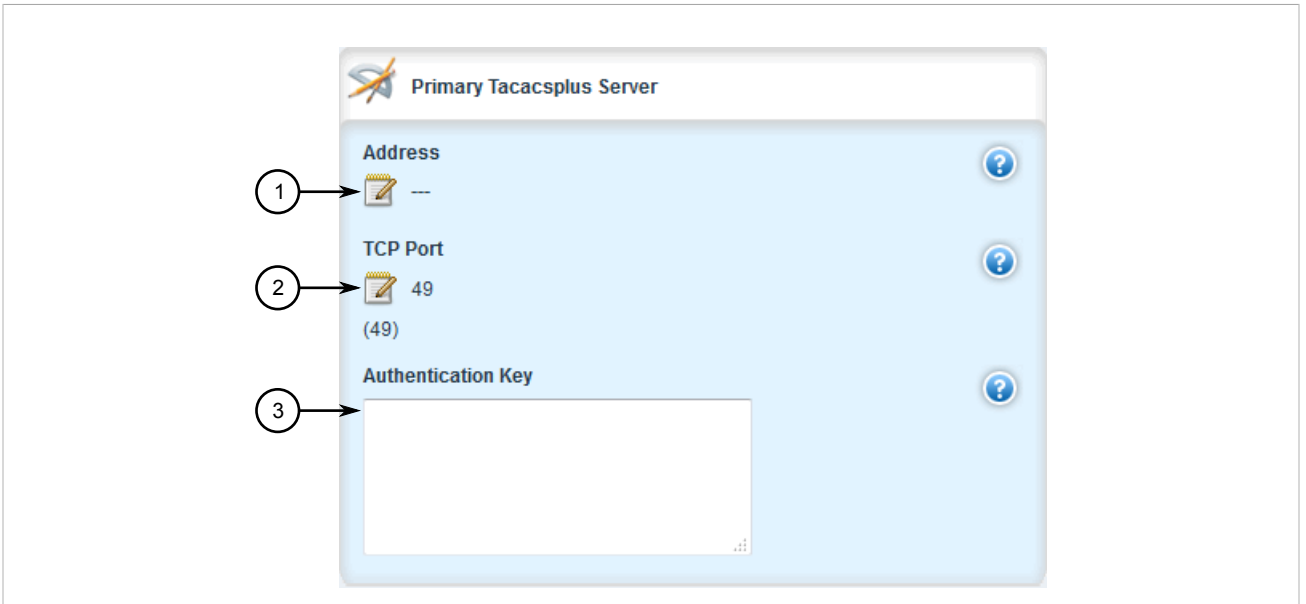 Primary Tacacsplus Server
Address
1
---
TCP Port
2
49
(49)
Authentication Key
3